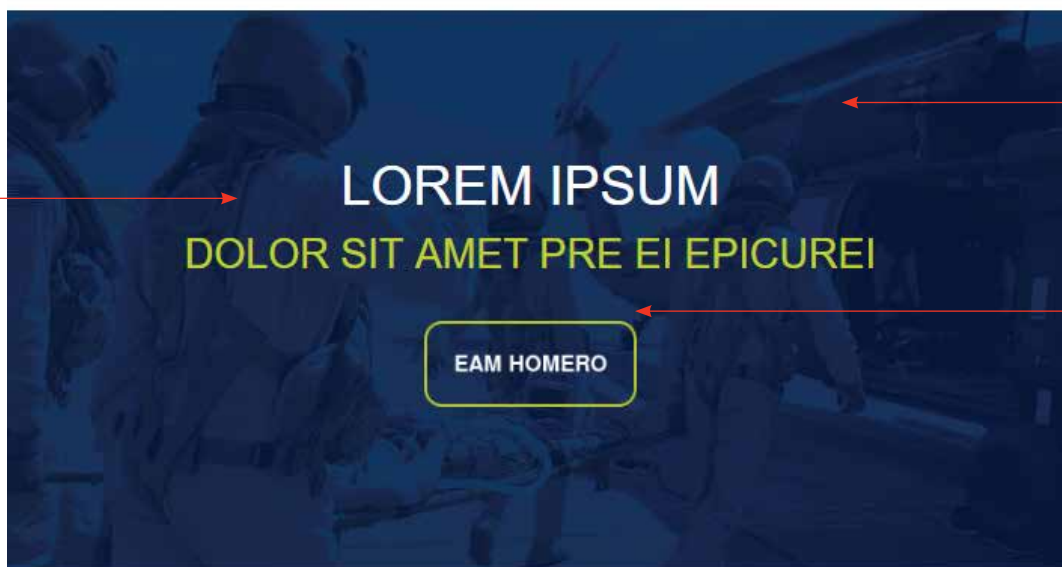 LOREM IPSUM
DOLOR SIT AMET PRE EI EPICUREI
EAM HOMERO